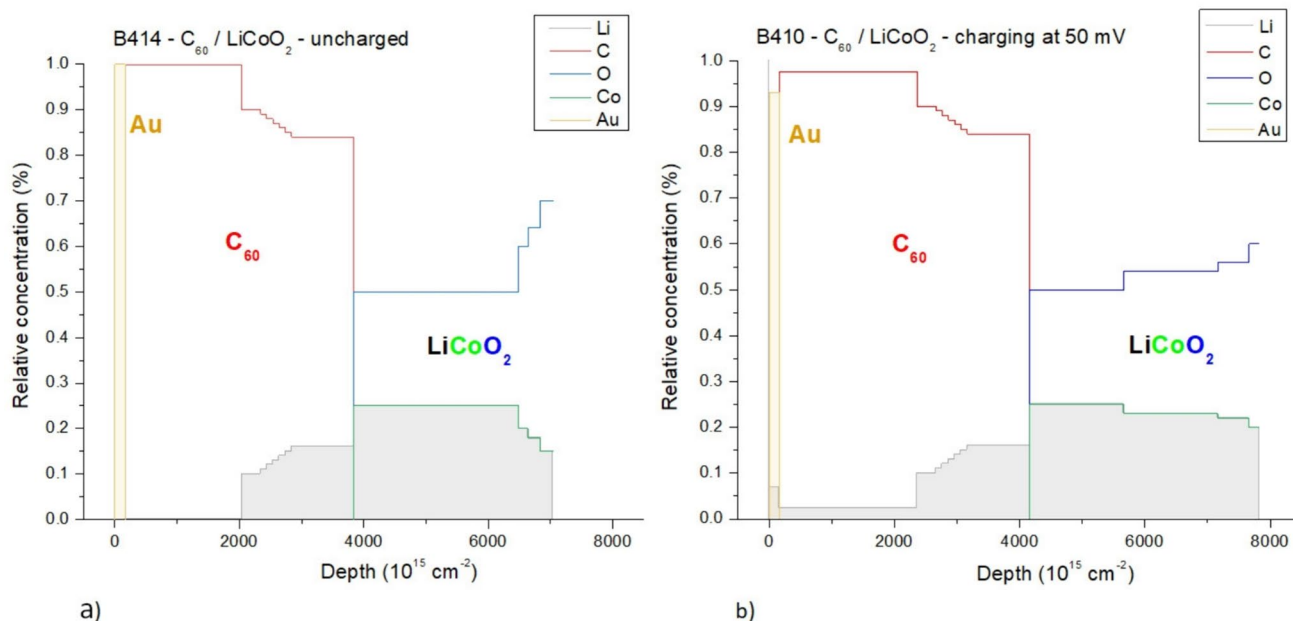 B414 - C60 / LiCoO2 - uncharged
Li
C
O
Co
Au
1.0
0.9
0.8
0.7
0.6
0.5
0.4
0.3
0.2
0.1
0.0
Relative concentration (%)
Au
C60
LiCoO2
0
2000
4000
6000
8000
Depth (10^15 cm^-2)
a)
B410 - C60 / LiCoO2 - charging at 50 mV
Li
C
O
Co
Au
1.0
0.9
0.8
0.7
0.6
0.5
0.4
0.3
0.2
0.1
0.0
Relative concentration (%)
Au
C60
LiCoO2
0
2000
4000
6000
8000
Depth (10^15 cm^-2)
b)